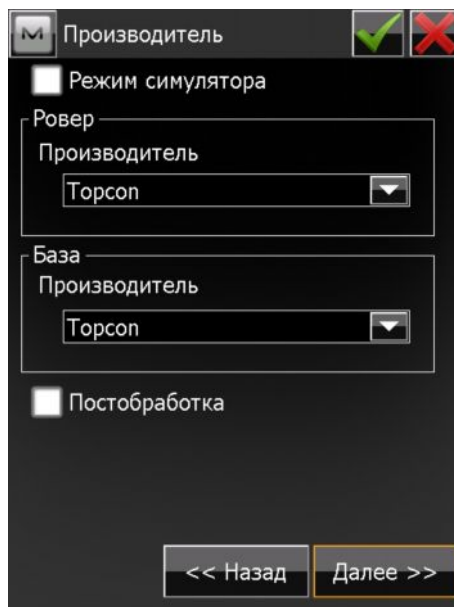 Производитель
Режим симулятора
Ровер
Производитель
Topcon
База
Производитель
Topcon
Постобработка
<< Назад Далее >>